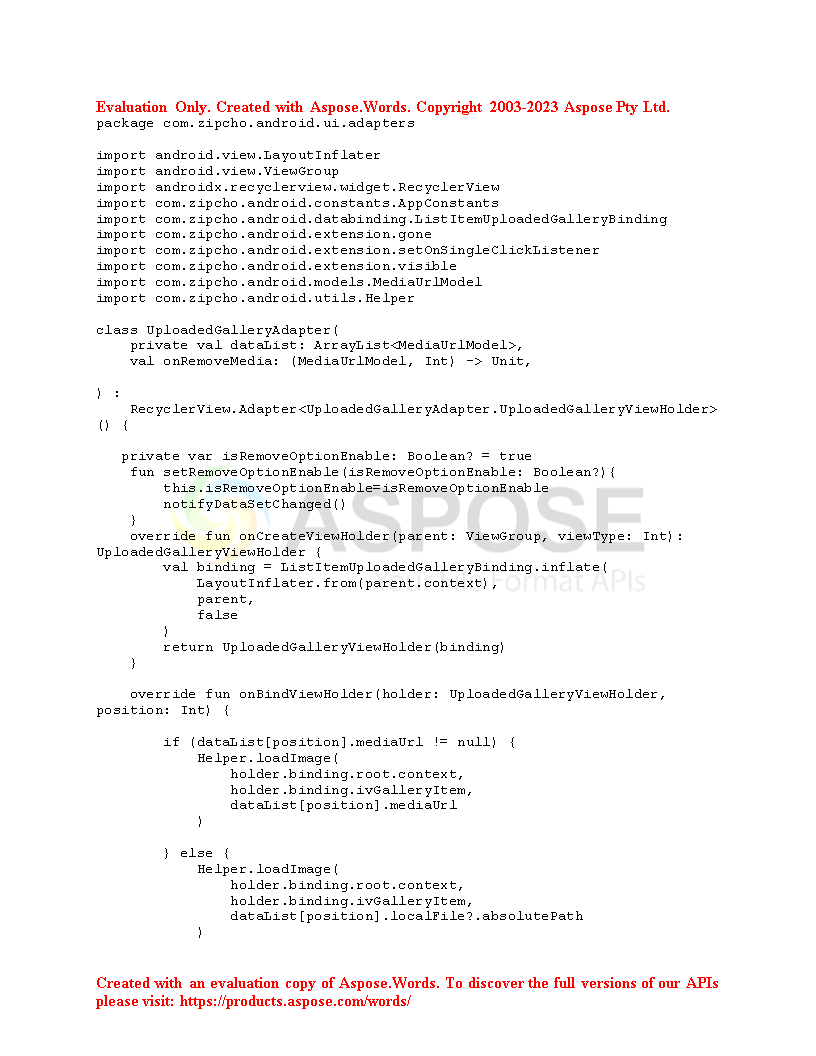 Evaluation Only. Created with Aspose.Words. Copyright 2003-2023 Aspose Pty Ltd.
package com.zipcho.android.ui.adapters
import android.view.LayoutInflater
import android.view.ViewGroup
import androidx.recyclerview.widget.RecyclerView
import com.zipcho.android.constants.AppConstants
import com.zipcho.android.databinding.ListItemUploadedGalleryBinding
import com.zipcho.android.extension.gone
import com.zipcho.android.extension.setOnSingleClickListener
import com.zipcho.android.extension.visible
import com.zipcho.android.models.MediaUrlModel
import com.zipcho.android.utils.Helper
class UploadedGalleryAdapter(
    private val dataList: ArrayList<MediaUrlModel>,
    val onRemoveMedia: (MediaUrlModel, Int) -> Unit,
) :
    RecyclerView.Adapter<UploadedGalleryAdapter.UploadedGalleryViewHolder>
() {
   private var isRemoveOptionEnable: Boolean? = true
    fun setRemoveOptionEnable(isRemoveOptionEnable: Boolean?){
        this.isRemoveOptionEnable=isRemoveOptionEnable
        notifyDataSetChanged()
ASPOSE
    }
    override fun onCreateViewHolder(parent: ViewGroup, viewType: Int):
UploadedGalleryViewHolder {
        val binding = ListItemUploadedGalleryBinding.inflate(
            LayoutInflater.from(parent.context),
Format APIs
            parent,
            false
        )
        return UploadedGalleryViewHolder(binding)
    }
    override fun onBindViewHolder(holder: UploadedGalleryViewHolder,
position: Int) {
        if (dataList[position].mediaUrl != null) {
            Helper.loadImage(
                holder.binding.root.context,
                holder.binding.ivGalleryItem,
                dataList[position].mediaUrl
            )
        } else {
            Helper.loadImage(
                holder.binding.root.context,
                holder.binding.ivGalleryItem,
                dataList[position].localFile?.absolutePath
            )
Created with an evaluation copy of Aspose.Words. To discover the full versions of our APIs
please visit: https://products.aspose.com/words/